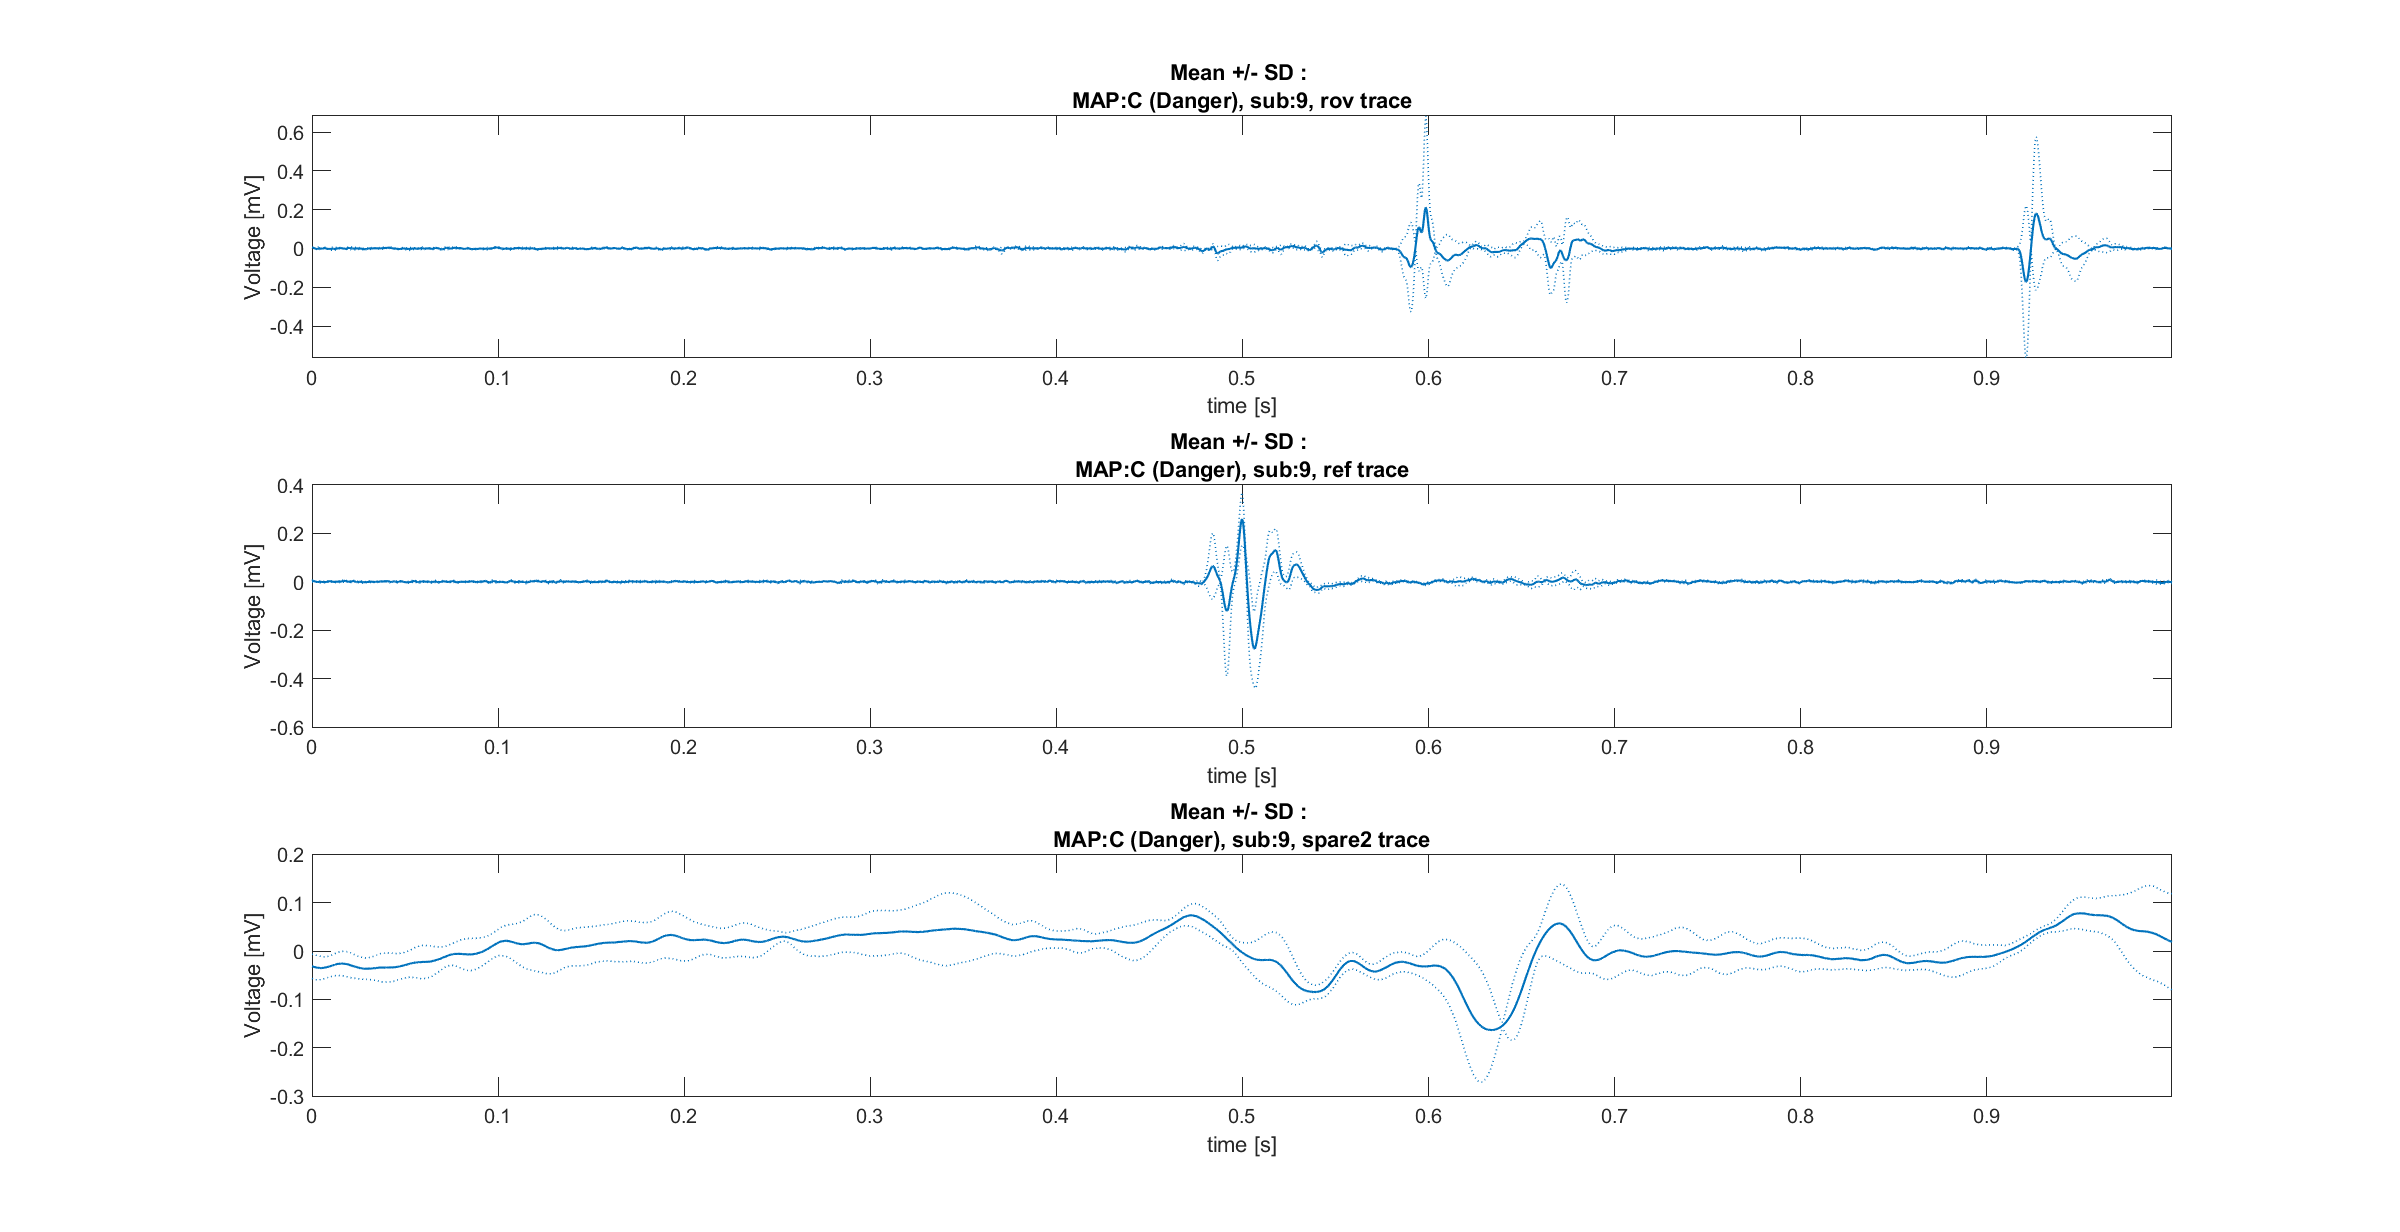 Mean +/- SD :
MAP:C (Danger), sub:9, rov trace
Voltage [mV]
0.6
0.4
0.2
0
-0.2
-0.4
0 0.1 0.2 0.3 0.4 0.5 0.6 0.7 0.8 0.9
time [s]
Mean +/- SD :
MAP:C (Danger), sub:9, ref trace
Voltage [mV]
0.4
0.2
0
-0.2
-0.4
-0.6
0 0.1 0.2 0.3 0.4 0.5 0.6 0.7 0.8 0.9
time [s]
Mean +/- SD :
MAP:C (Danger), sub:9, spare2 trace
Voltage [mV]
0.2
0.1
0
-0.1
-0.2
-0.3
0 0.1 0.2 0.3 0.4 0.5 0.6 0.7 0.8 0.9
time [s]